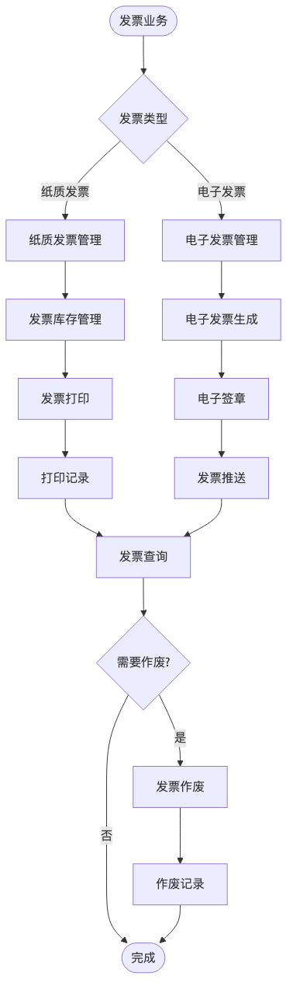 发票业务
发票类型
纸质发票
电子发票
纸质发票管理
电子发票管理
发票库存管理
电子发票生成
发票打印
电子签章
打印记录
发票推送
发票查询
需要作废?
是
发票作废
否
作废记录
完成